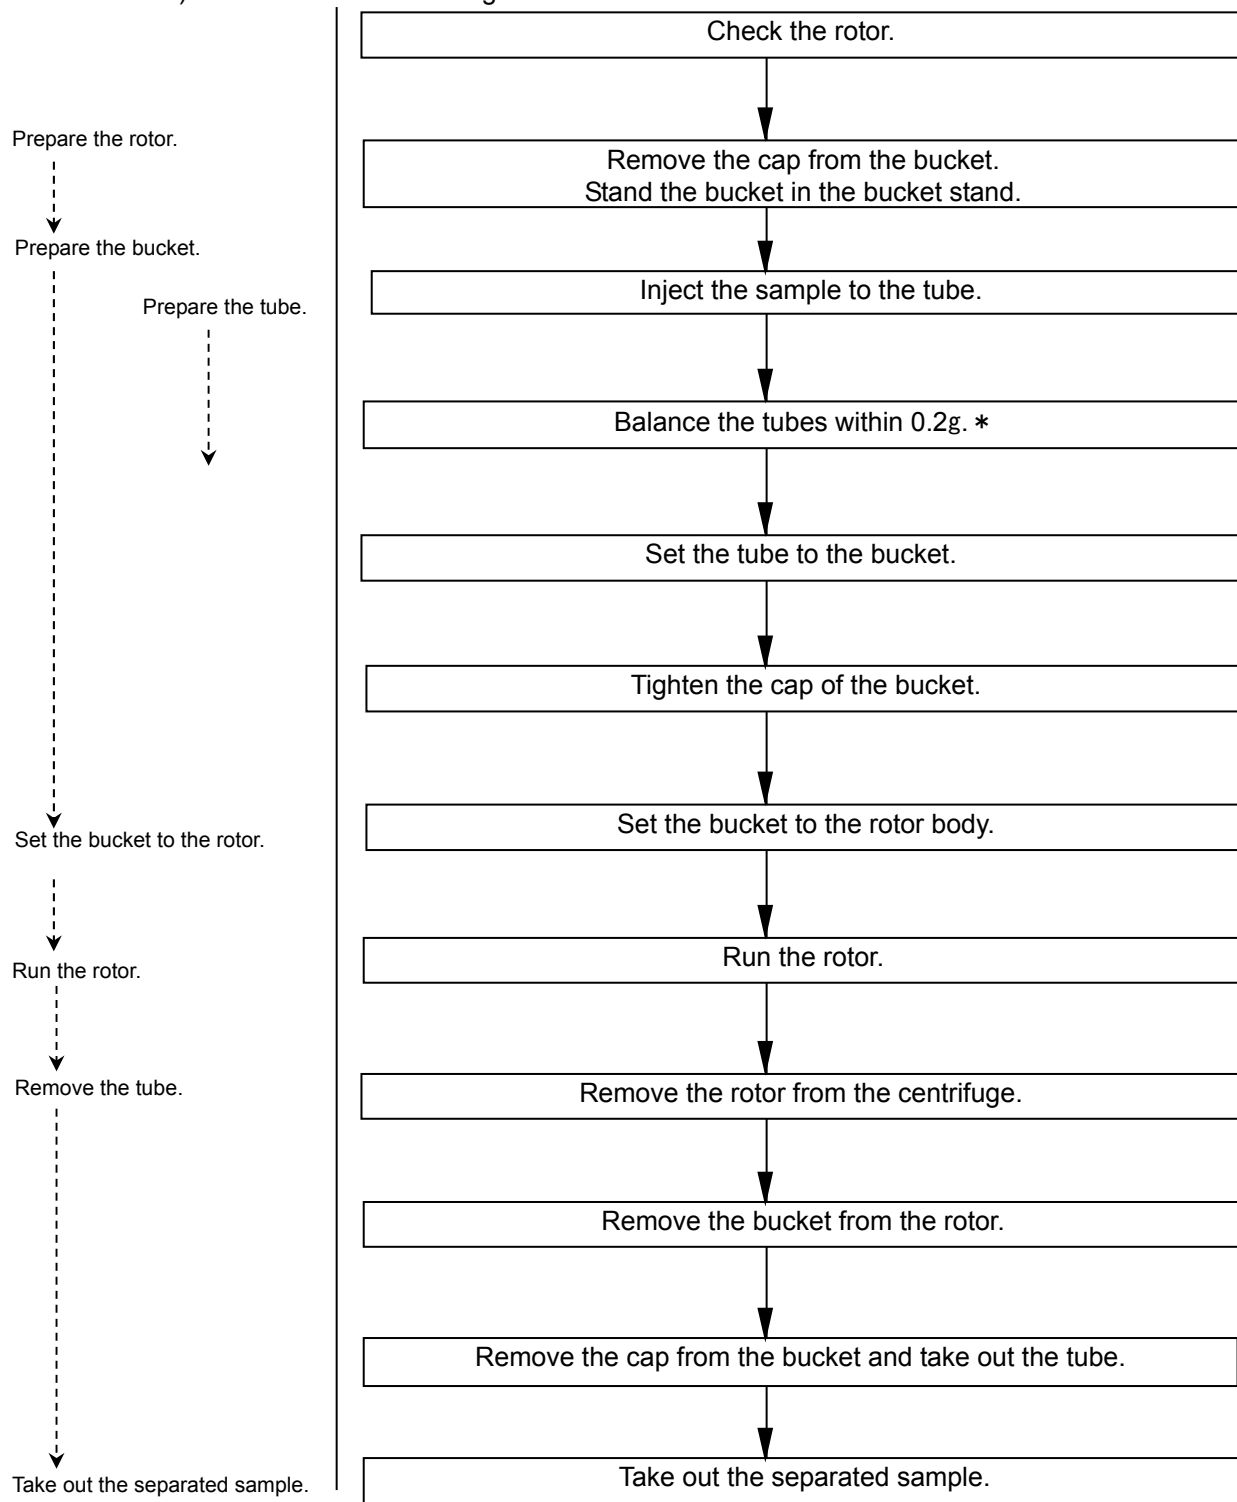 Check the rotor.
Prepare the rotor.
Remove the cap from the bucket.
Stand the bucket in the bucket stand.
Prepare the bucket.
Inject the sample to the tube.
Prepare the tube.
Balance the tubes within 0.2g. *
Set the tube to the bucket.
Tighten the cap of the bucket.
Set the bucket to the rotor body.
Set the bucket to the rotor.
Run the rotor.
Run the rotor.
Remove the rotor from the centrifuge.
Remove the tube.
Remove the bucket from the rotor.
Remove the cap from the bucket and take out the tube.
Take out the separated sample.
Take out the separated sample.